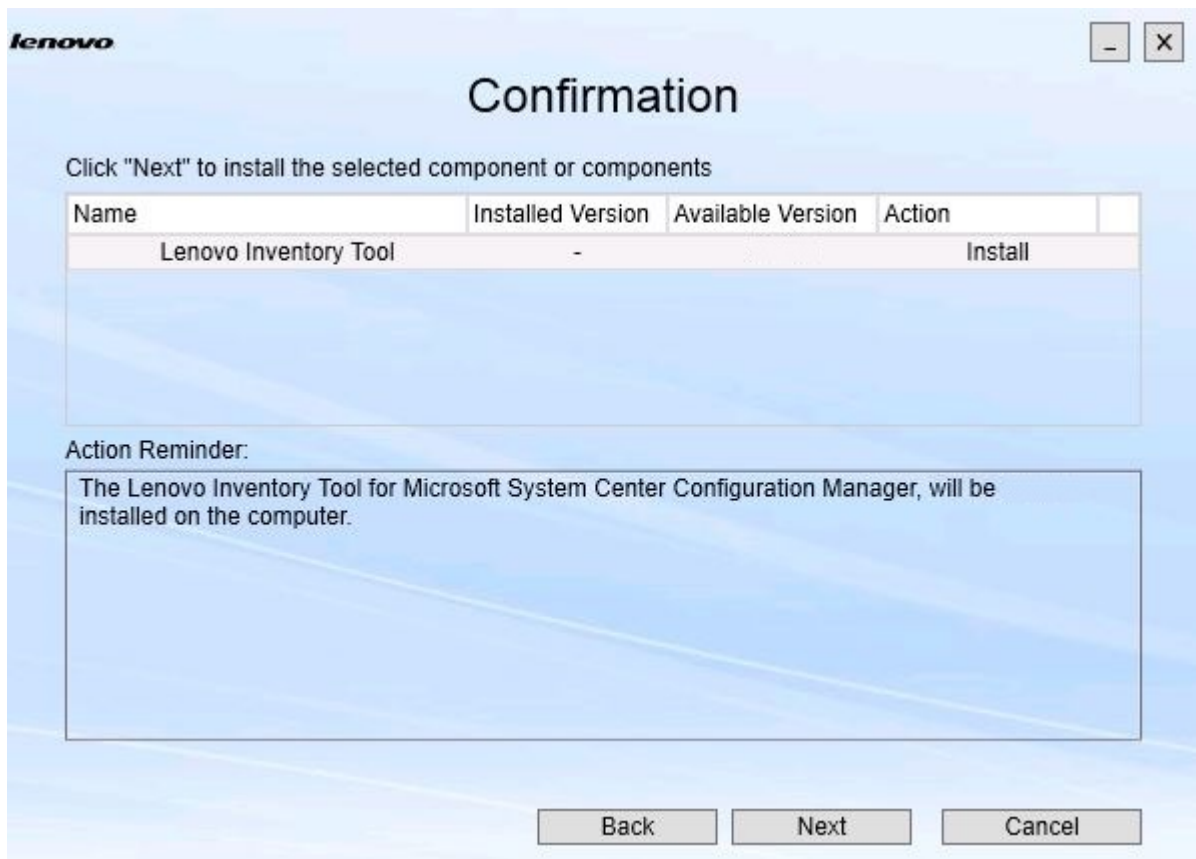 lenovo
Confirmation
Click "Next" to install the selected component or components
Name Installed Version Available Version Action
Lenovo Inventory Tool - Install
Action Reminder:
The Lenovo Inventory Tool for Microsoft System Center Configuration Manager, will be
installed on the computer.
Back Next Cancel